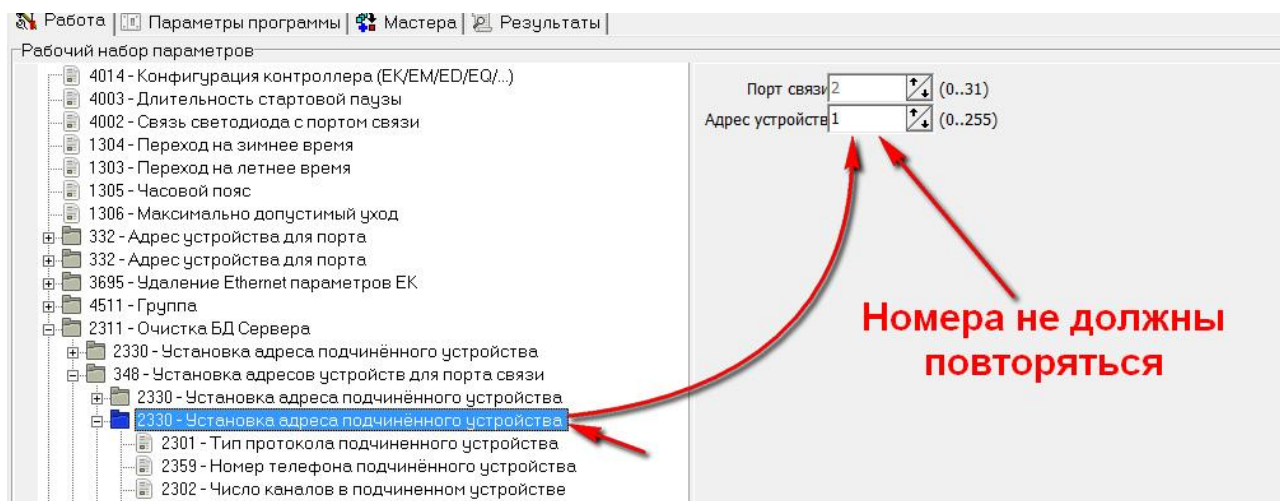 Работа Параметры программы Мастера Результаты
Рабочий набор параметров
4014 - Конфигурация контроллера (EK/EM/ED/EQ/...)
4003 - Длительность стартовой паузы
4002 - Связь светодиода с портом связи
1304 - Переход на зимнее время
1303 - Переход на летнее время
1305 - Часовой пояс
1306 - Максимально допустимый уход
332 - Адрес устройства для порта
332 - Адрес устройства для порта
3695 - Удаление Ethernet параметров ЕК
4511 - Группа
2311 - Очистка БД Сервера
2330 - Установка адреса подчинённого устройства
348 - Установка адресов устройств для порта связи
2330 - Установка адреса подчинённого устройства
2330 - Установка адреса подчинённого устройства
2301 - Тип протокола подчиненного устройства
2359 - Номер телефона подчинённого устройства
2302 - Число каналов в подчиненном устройстве
Порт связи 2 (0..31)
Адрес устройств 1 (0..255)
Номера не должны
повторяться